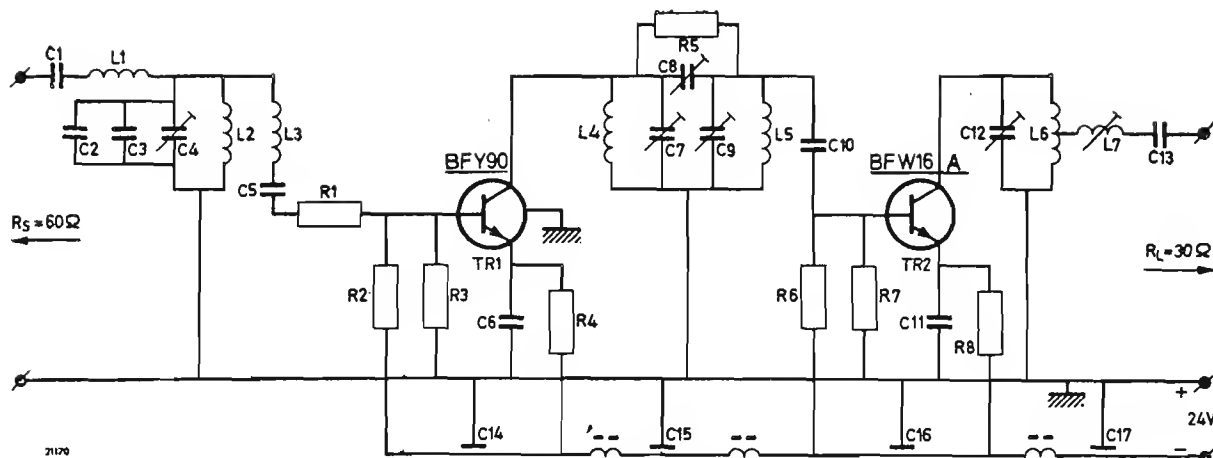 C1
L1
C2
C3
C4
L2
L3
C5
R1
RS=60Ω
R2
R3
BFY90
TR1
C6
R4
R5
C8
L4
C7
C9
L5
C10
R6
R7
BFW16 A
TR2
C11
R8
C12
L6
L7
C13
RL=30Ω
C14
C15
C16
C17
+
24V
-